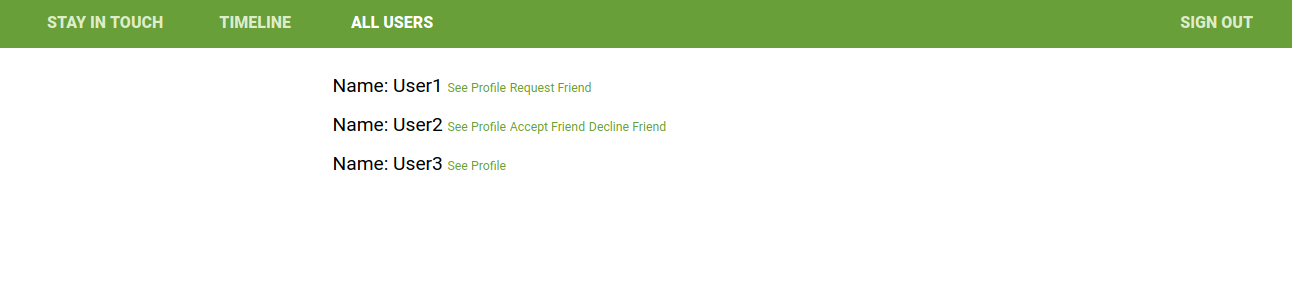 STAY IN TOUCH TIMELINE ALL USERS SIGN OUT
Name: User1 See Profile Request Friend
Name: User2 See Profile Accept Friend Decline Friend
Name: User3 See Profile